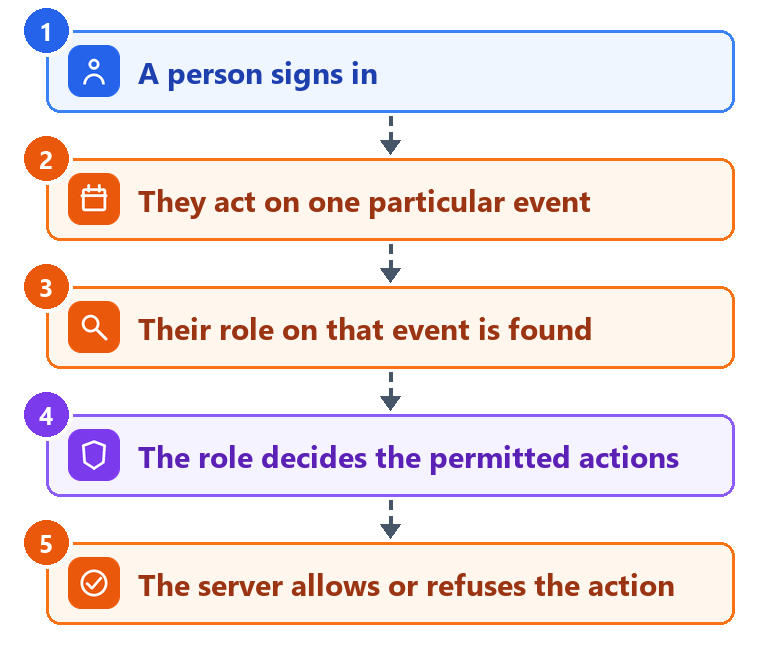 1
A person signs in
2
They act on one particular event
3
Their role on that event is found
4
The role decides the permitted actions
5
The server allows or refuses the action